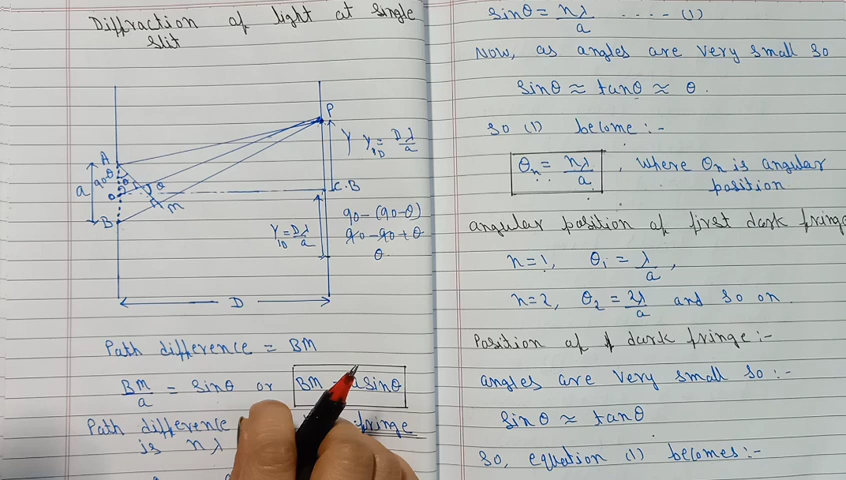 Diffraction of light at single
slit
P
A
Y Y1D = Dλ/a
90-θ
θ
a
O
C.B
M
B
90 - (90-θ)
Y1D = Dλ/a
90 - 90 + θ
θ
D
Path difference = BM
BM/a = sinθ or BM = a sinθ
Path difference fringe
is nλ
sinθ = nλ/a ..... (1)
Now, as angles are very small so
sinθ ≈ tanθ ≈ θ.
so (1) become :-
θn = nλ/a, where θn is angular
position
angular position of first dark fringe
n=1, θ1 = λ/a,
n=2, θ2 = 2λ/a and so on.
Position of dark fringe:-
angles are very small so :-
sinθ ≈ tanθ
so, equation (1) becomes:-